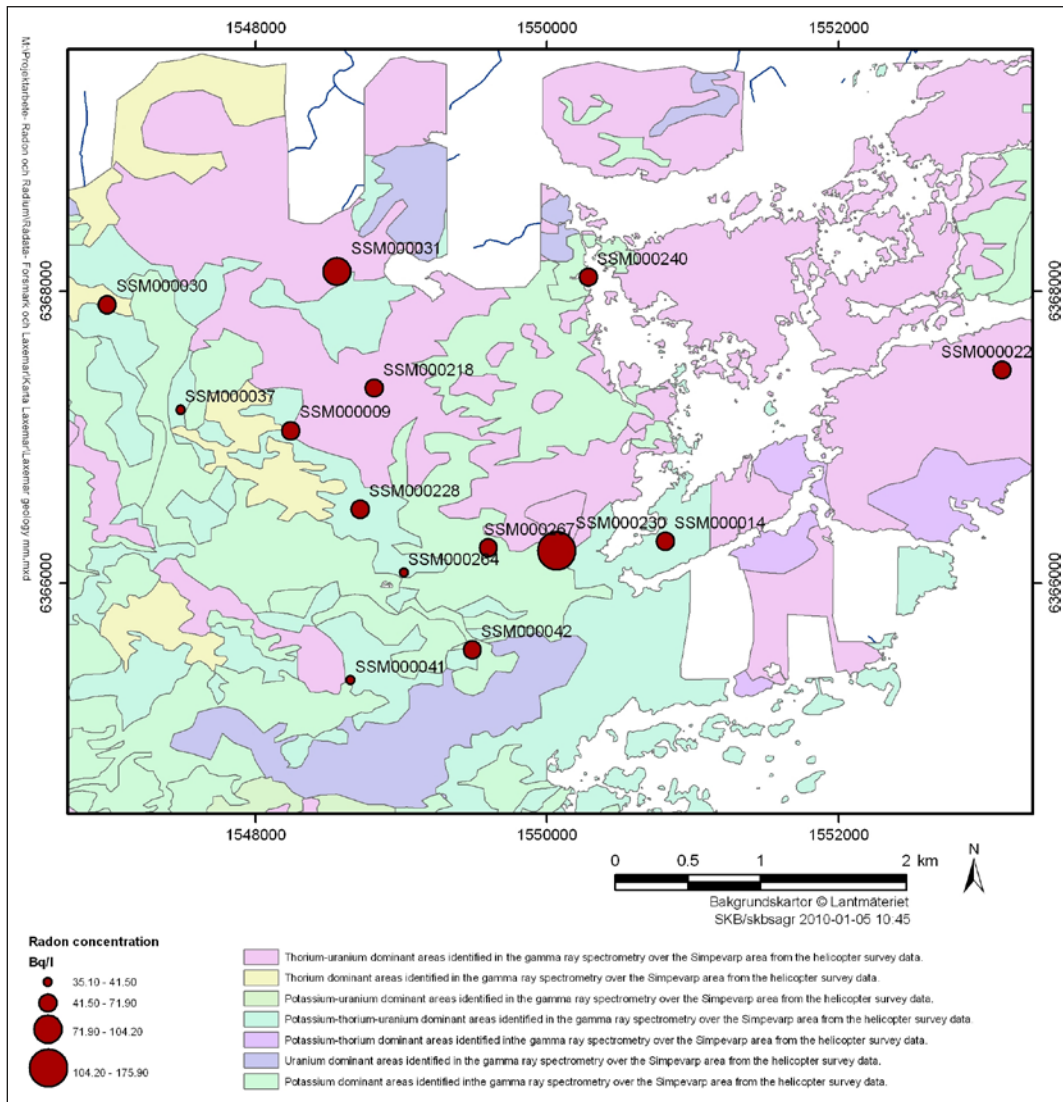 1548000 1550000 1552000
M:\Projektarbete- Radon och Radium\Rådata- Forsmark och Laxemar\Karta Laxemar\Laxemar geology mm.mxd
6368000
6366000
6368000
6366000
SSM000031
SSM000240
SSM000030
SSM000022
SSM000218
SSM000037
SSM000009
SSM000228
SSM000267 SSM000230 SSM000014
SSM000264
SSM000042
SSM000041
1548000 1550000 1552000
0 0.5 1 2 km
N
Bakgrundskartor © Lantmäteriet
SKB/skbsagr 2010-01-05 10:45
Radon concentration
Bq/l
35.10 - 41.50
41.50 - 71.90
71.90 - 104.20
104.20 - 175.90
Thorium-uranium dominant areas identified in the gamma ray spectrometry over the Simpevarp area from the helicopter survey data.
Thorium dominant areas identified in the gamma ray spectrometry over the Simpevarp area from the helicopter survey data.
Potassium-uranium dominant areas identified in the gamma ray spectrometry over the Simpevarp area from the helicopter survey data.
Potassium-thorium-uranium dominant areas identified in the gamma ray spectrometry over the Simpevarp area from the helicopter survey data.
Potassium-thorium dominant areas identified inthe gamma ray spectrometry over the Simpevarp area from the helicopter survey data.
Uranium dominant areas identified in the gamma ray spectrometry over the Simpevarp area from the helicopter survey data.
Potassium dominant areas identified inthe gamma ray spectrometry over the Simpevarp area from the helicopter survey data.